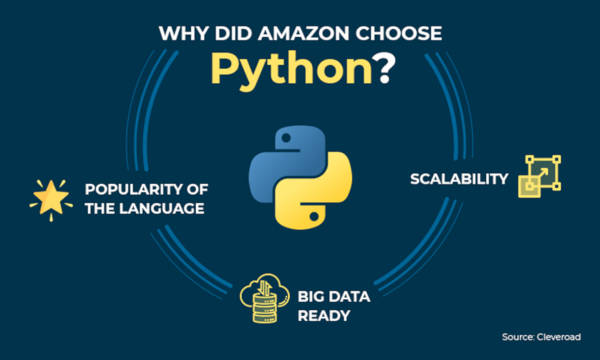 WHY DID AMAZON CHOOSE
Python?
POPULARITY OF
THE LANGUAGE
SCALABILITY
BIG DATA
READY
Source: Cleveroad